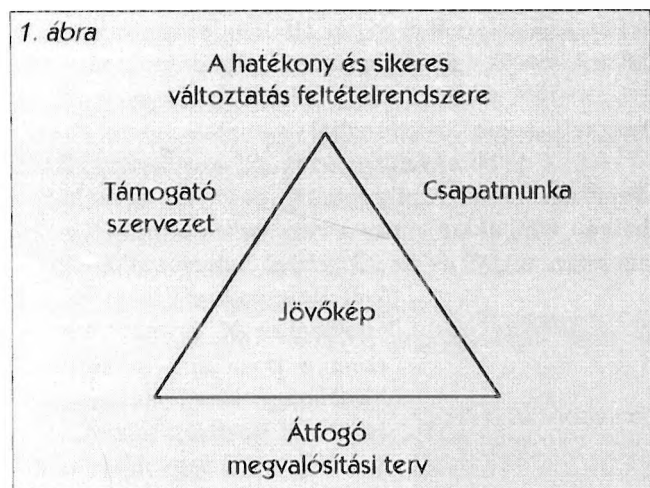 1. ábra
A hatékony és sikeres
változtatás feltételrendszere
Támogató
szervezet
Csapatmunka
Jövőkép
Átfogó
megvalósítási terv